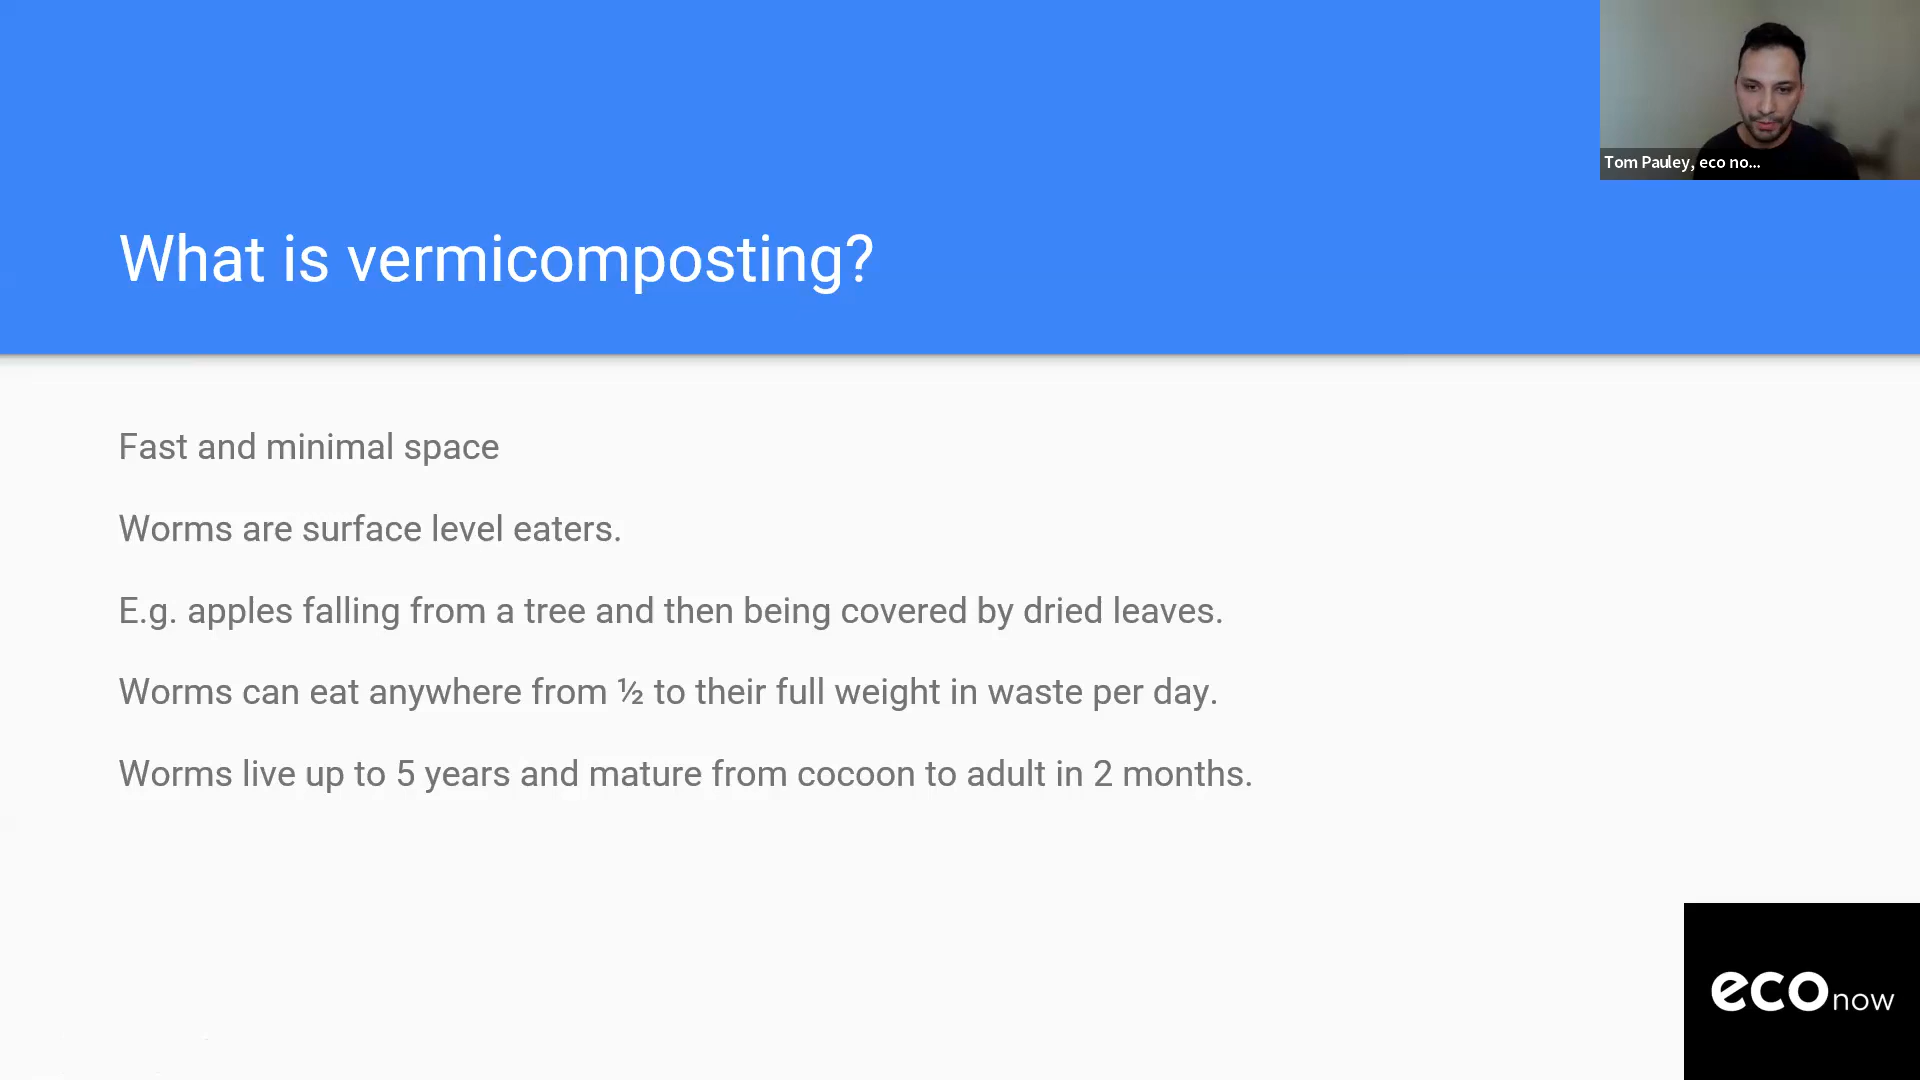 Tom Pauley, eco no...
What is vermicomposting?
Fast and minimal space
Worms are surface level eaters.
E.g. apples falling from a tree and then being covered by dried leaves.
Worms can eat anywhere from ½ to their full weight in waste per day.
Worms live up to 5 years and mature from cocoon to adult in 2 months.
eco now